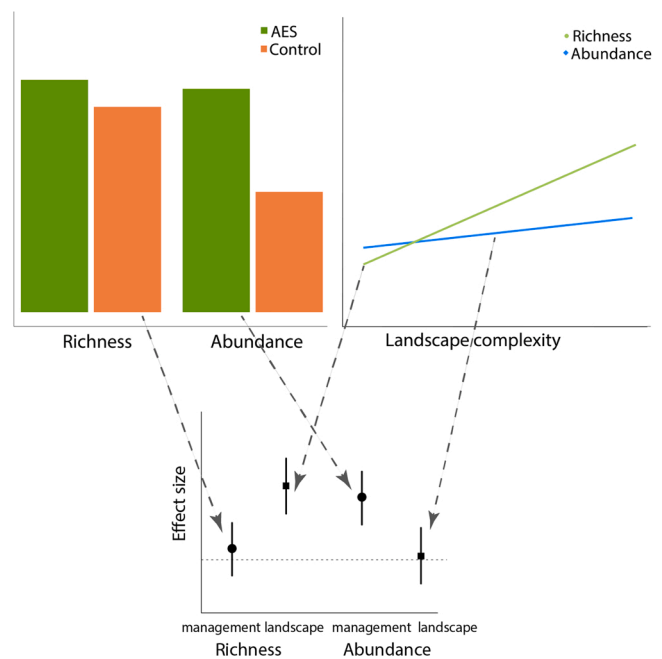 AES
Control
Richness
Abundance
Richness
Abundance
Landscape complexity
Effect size
management landscape
management landscape
Richness
Abundance